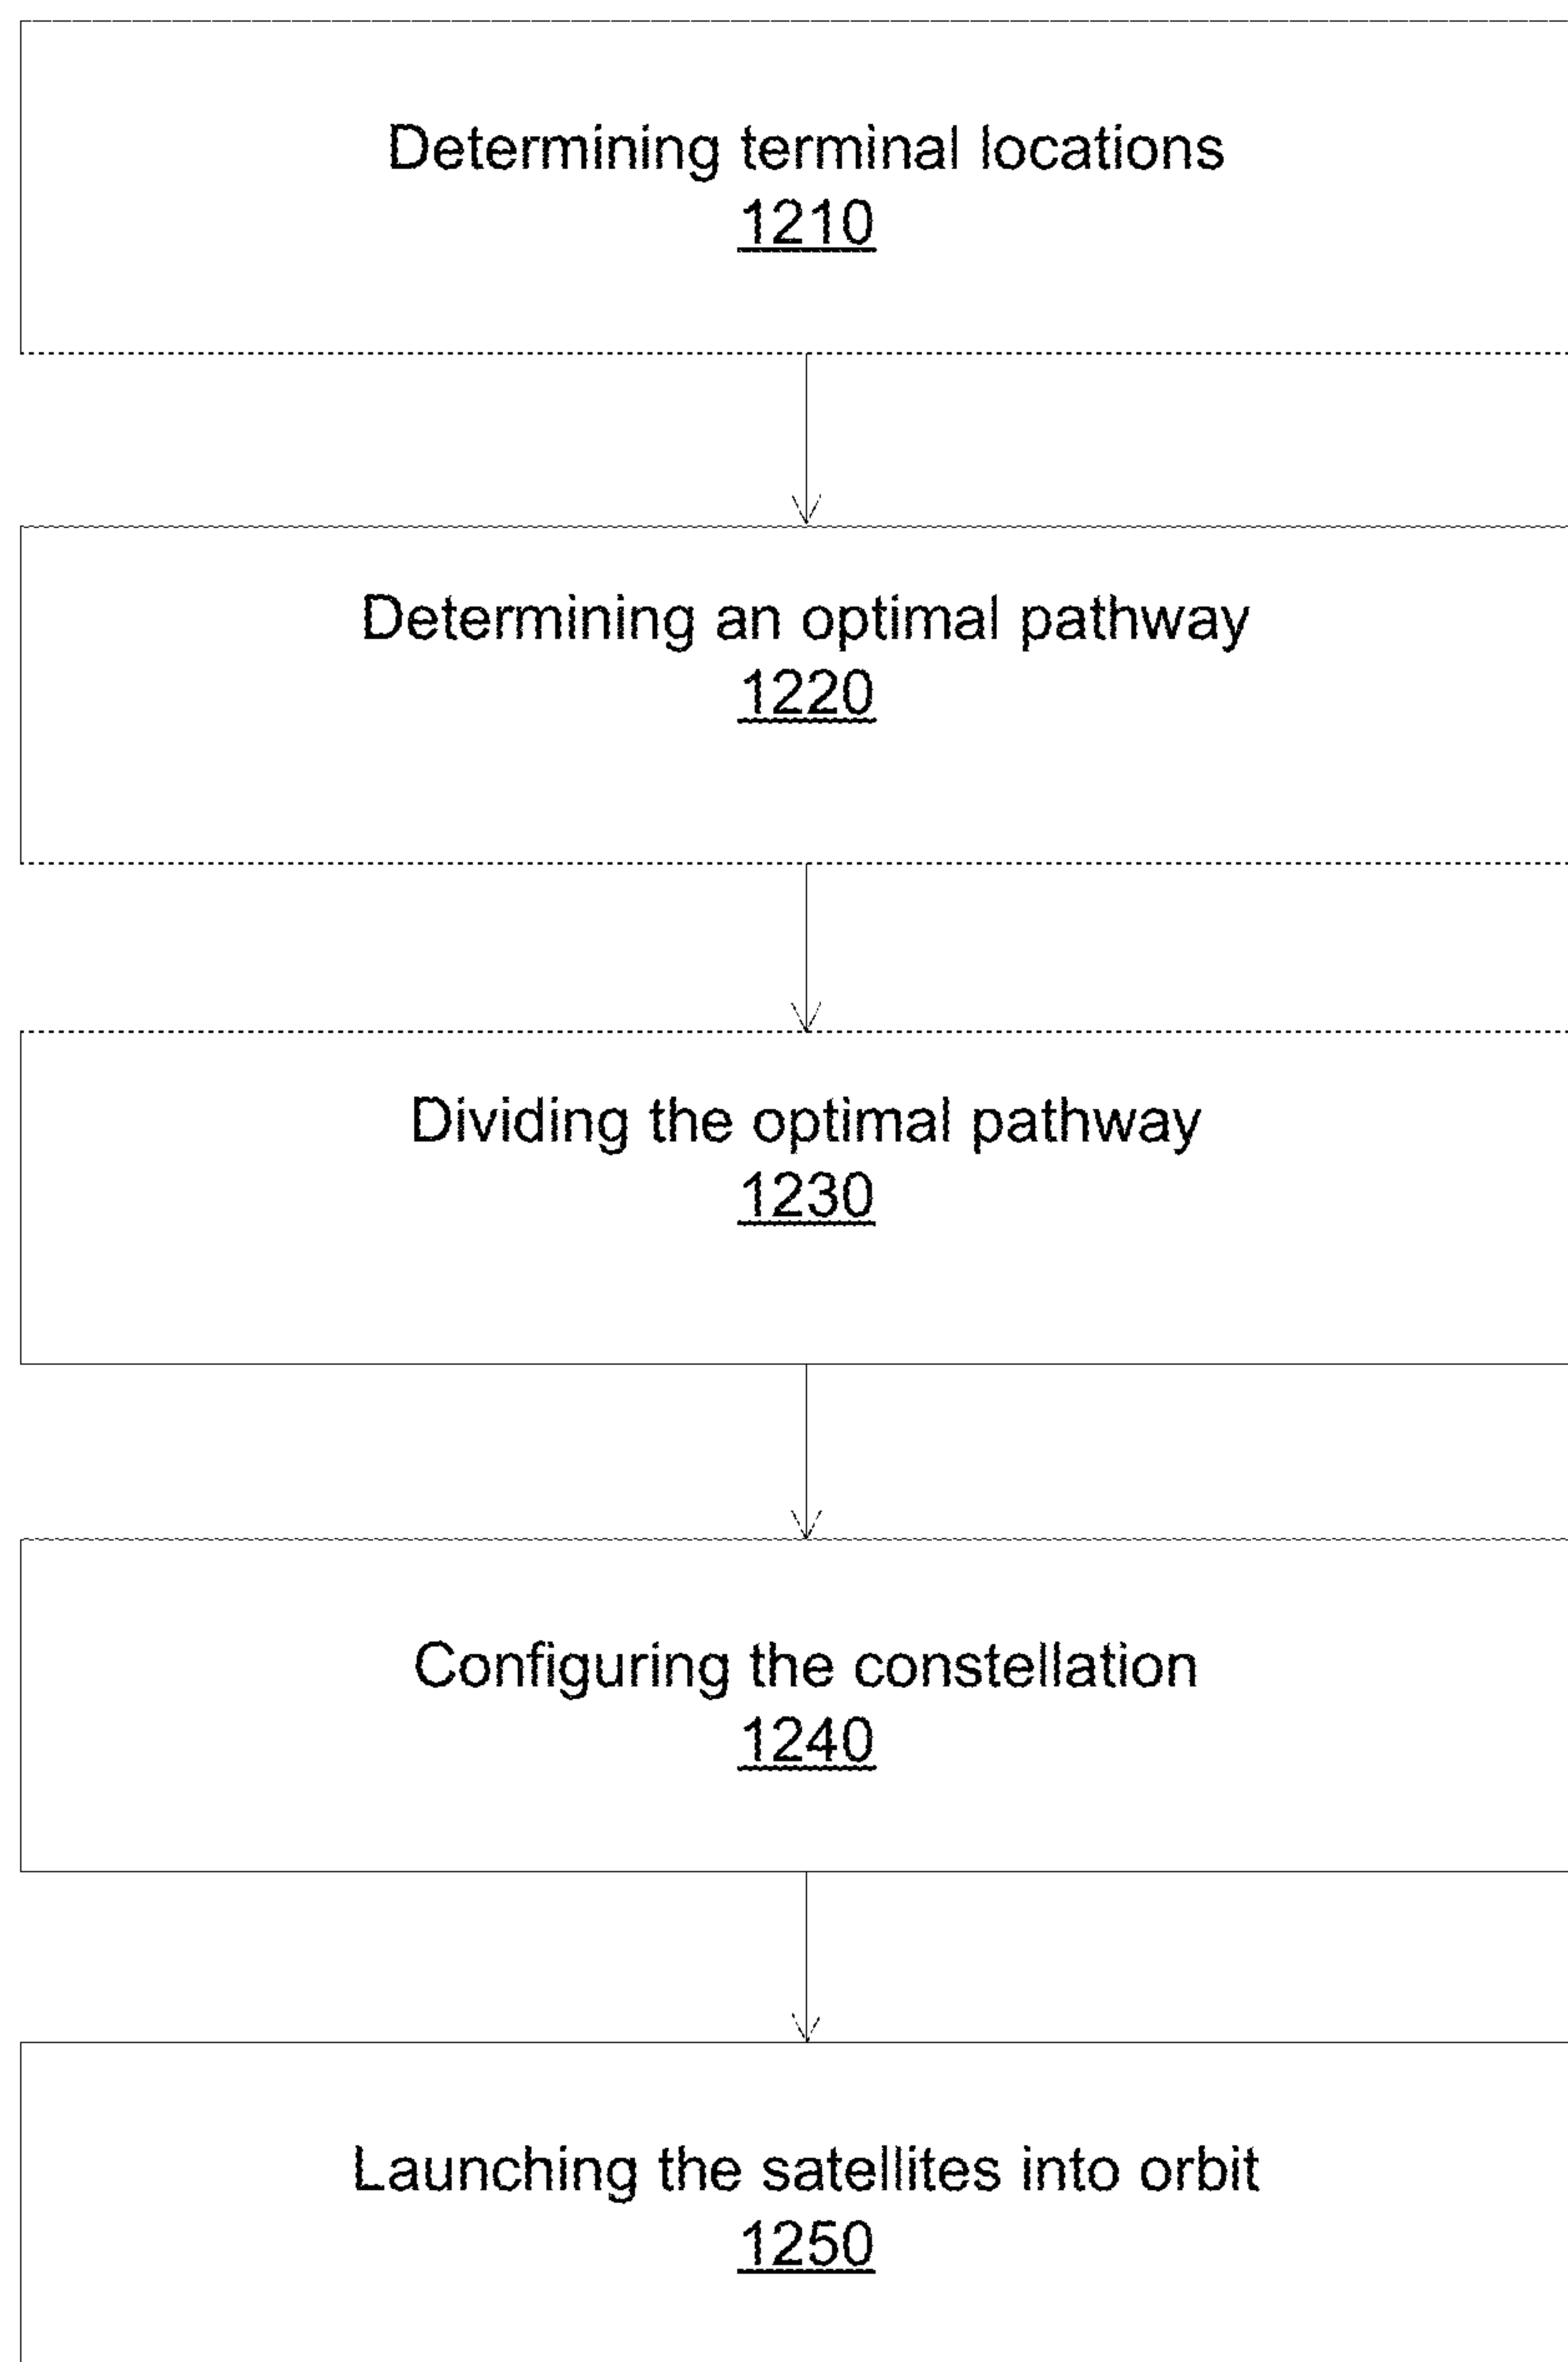 Determining terminal locations
1210
Determining an optimal pathway
1220
Dividing the optimal pathway
1230
Configuring the constellation
1240
Launching the satellites into orbit
1250